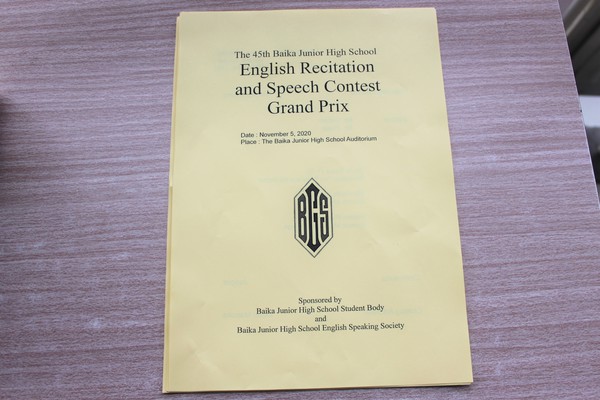 The 45th Baika Junior High School
English Recitation
and Speech Contest
Grand Prix
Date : November 5, 2020
Place : The Baika Junior High School Auditorium
BGS
Sponsored by
Baika Junior High School Student Body
and
Baika Junior High School English Speaking Society